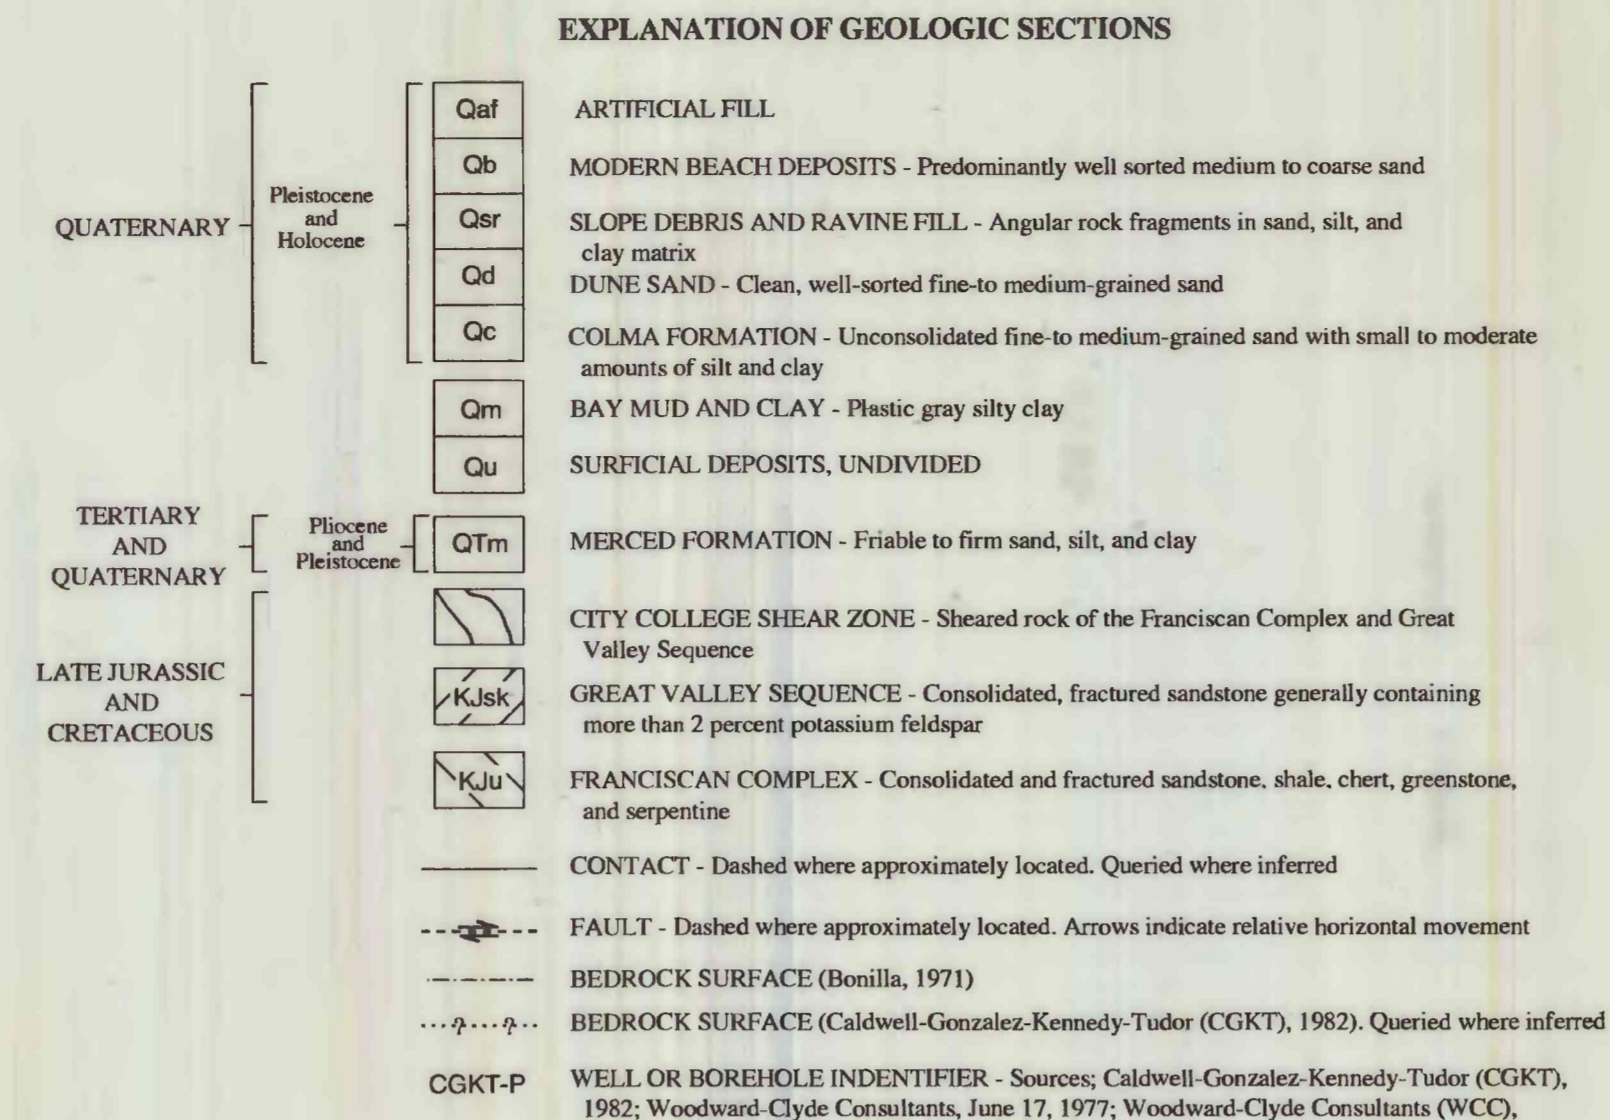 EXPLANATION OF GEOLOGIC SECTIONS
QUATERNARY
Pleistocene
and
Holocene
Qaf
ARTIFICIAL FILL
Qb
MODERN BEACH DEPOSITS - Predominantly well sorted medium to coarse sand
Qsr
SLOPE DEBRIS AND RAVINE FILL - Angular rock fragments in sand, silt, and
clay matrix
Qd
DUNE SAND - Clean, well-sorted fine-to medium-grained sand
Qc
COLMA FORMATION - Unconsolidated fine-to medium-grained sand with small to moderate
amounts of silt and clay
Qm
BAY MUD AND CLAY - Plastic gray silty clay
Qu
SURFICIAL DEPOSITS, UNDIVIDED
TERTIARY
AND
QUATERNARY
Pliocene
and
Pleistocene
QTm
MERCED FORMATION - Friable to firm sand, silt, and clay
LATE JURASSIC
AND
CRETACEOUS
CITY COLLEGE SHEAR ZONE - Sheared rock of the Franciscan Complex and Great
Valley Sequence
KJsk
GREAT VALLEY SEQUENCE - Consolidated, fractured sandstone generally containing
more than 2 percent potassium feldspar
KJu
FRANCISCAN COMPLEX - Consolidated and fractured sandstone, shale, chert, greenstone,
and serpentine
CONTACT - Dashed where approximately located. Queried where inferred
FAULT - Dashed where approximately located. Arrows indicate relative horizontal movement
BEDROCK SURFACE (Bonilla, 1971)
...?...?.. BEDROCK SURFACE (Caldwell-Gonzalez-Kennedy-Tudor (CGKT), 1982). Queried where inferred
CGKT-P
WELL OR BOREHOLE INDENTIFIER - Sources; Caldwell-Gonzalez-Kennedy-Tudor (CGKT),
1982; Woodward-Clyde Consultants, June 17, 1977; Woodward-Clyde Consultants (WCC),